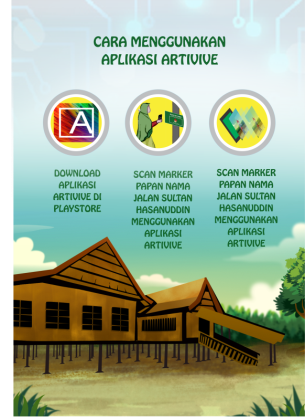 CARA MENGGUNAKAN
APLIKASI ARTIVIVE
A
DOWNLOAD
APLIKASI
ARTIVIVE DI
PLAYSTORE
SCAN MARKER
PAPAN NAMA
JALAN SULTAN
HASANUDDIN
MENGGUNAKAN
APLIKASI
ARTIVIVE
SCAN MARKER
PAPAN NAMA
JALAN SULTAN
HASANUDDIN
MENGGUNAKAN
APLIKASI
ARTIVIVE